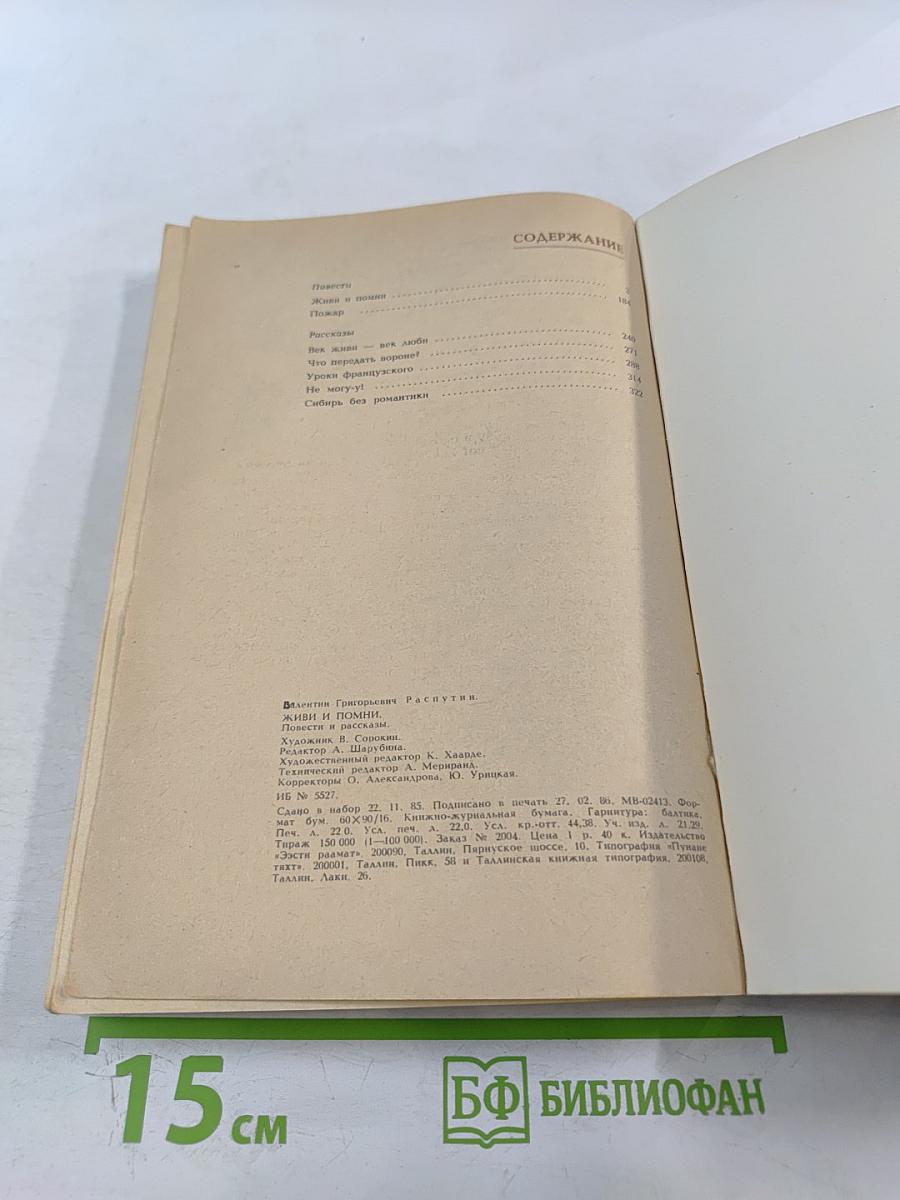 СОДЕРЖАНИЕ
Повести
Живи и помни
Пожар 184
Рассказы
Век живи — век люби 240
Что передать вороне? 271
Уроки французского 288
Не могу-у! 314
Сибирь без романтики 322
Валентин Григорьевич Распутин.
ЖИВИ И ПОМНИ.
Повести и рассказы.
Художник В. Сорокин.
Редактор А. Шарубина.
Художественный редактор К. Хаарде.
Технический редактор А. Мериранд.
Корректоры О. Александрова, Ю. Урицкая.
ИБ № 5527.
Сдано в набор 22. 11. 85. Подписано в печать 27. 02. 86. МВ-02413. Фор-
мат бум. 60×90/16. Книжно-журнальная бумага. Гарнитура: балтика.
Печ. л. 22,0. Усл. печ. л. 22,0. Усл. кр.-отт. 44,38. Уч. изд. л. 21,29.
Тираж 150 000 (1—100 000). Заказ № 2004. Цена 1 р. 40 к. Издательство
«Ээсти раамат». 200090, Таллин, Пярнуское шоссе, 10. Типография «Пунане
тяхт». 200001, Таллин, Пикк, 58 и Таллинская книжная типография, 200108,
Таллин, Лаки, 26.
15 см
БФ БИБЛИОФАН